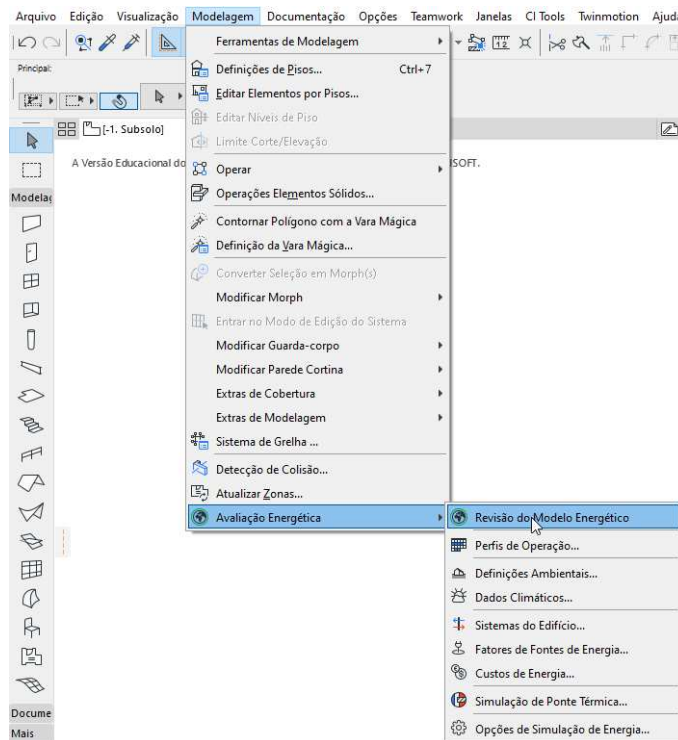 Arquivo Edição Visualização Modelagem Documentação Opções Teamwork Janelas CI Tools Twinmotion
Principal:
[-1. Subsolo]
A Versão Educacional do
Modelaç
Docume
Mais
Ferramentas de Modelagem
Definições de Pisos... Ctrl+7
Editar Elementos por Pisos...
Editar Níveis de Piso
Limite Corte/Elevação
Operar
Operações Elementos Sólidos...
Contornar Polígono com a Vara Mágica
Definição da Vara Mágica...
Converter Seleção em Morph(s)
Modificar Morph
Entrar no Modo de Edição do Sistema
Modificar Guarda-corpo
Modificar Parede Cortina
Extras de Cobertura
Extras de Modelagem
Sistema de Grelha ...
Detecção de Colisão...
Atualizar Zonas...
Avaliação Energética
Revisão do Modelo Energético
Perfis de Operação...
Definições Ambientais...
Dados Climáticos...
Sistemas do Edifício...
Fatores de Fontes de Energia...
Custos de Energia...
Simulação de Ponte Térmica...
Opções de Simulação de Energia...